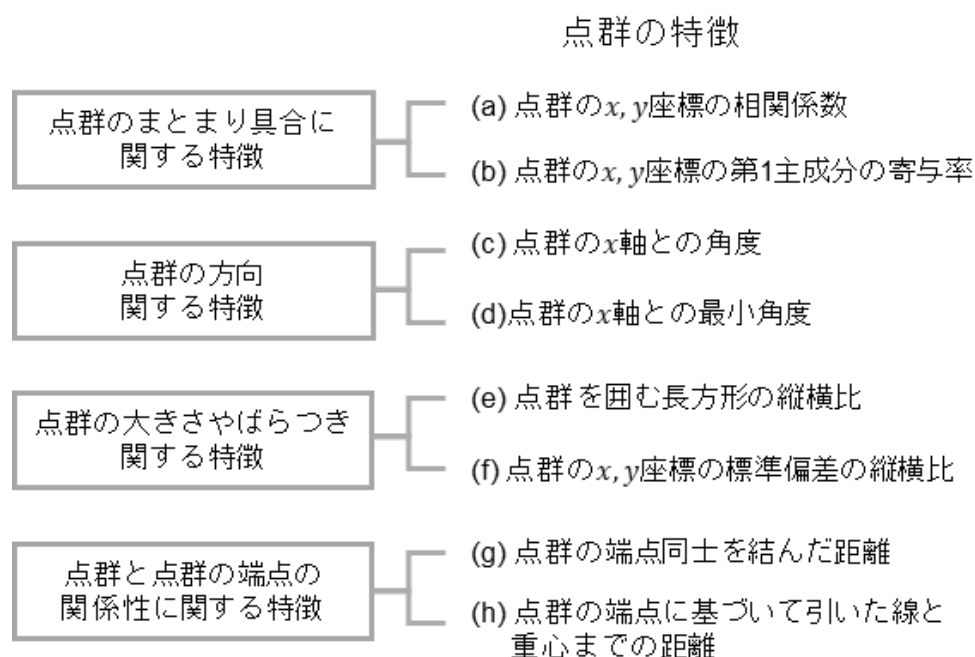 点群の特徴
点群のまとまり具合に
関する特徴
(a) 点群のx, y座標の相関係数
(b) 点群のx, y座標の第1主成分の寄与率
点群の方向
関する特徴
(c) 点群のx軸との角度
(d)点群のx軸との最小角度
点群の大きさやばらつき
関する特徴
(e) 点群を囲む長方形の縦横比
(f) 点群のx, y座標の標準偏差の縦横比
点群と点群の端点の
関係性に関する特徴
(g) 点群の端点同士を結んだ距離
(h) 点群の端点に基づいて引いた線と
重心までの距離